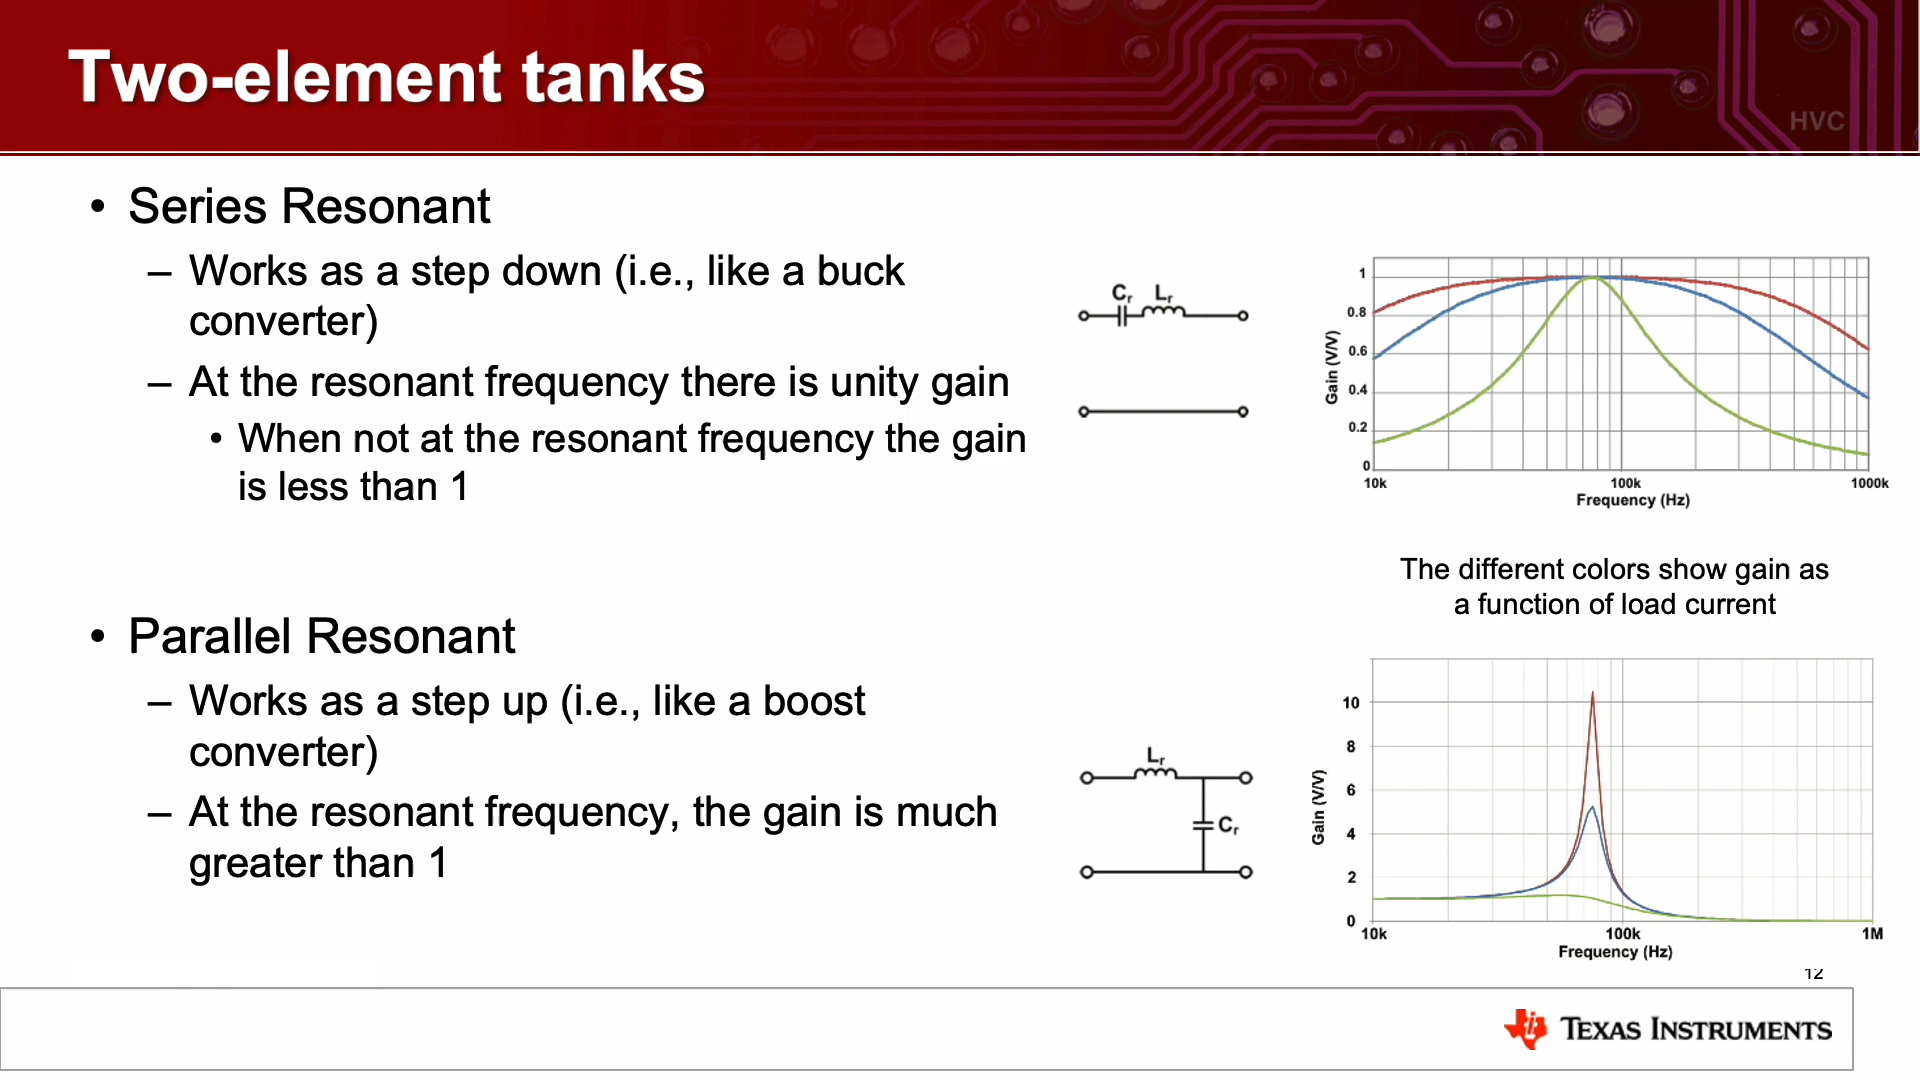 Two-element tanks
HVC
• Series Resonant
– Works as a step down (i.e., like a buck
converter)
– At the resonant frequency there is unity gain
• When not at the resonant frequency the gain
is less than 1
Cr Lr
Gain (V/V)
1
0.8
0.6
0.4
0.2
0
10k 100k 1000k
Frequency (Hz)
The different colors show gain as
a function of load current
• Parallel Resonant
– Works as a step up (i.e., like a boost
converter)
– At the resonant frequency, the gain is much
greater than 1
Lr
Cr
Gain (V/V)
10
8
6
4
2
0
10k 100k 1M
Frequency (Hz)
12
TEXAS INSTRUMENTS